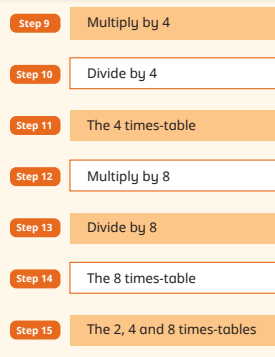 Step 9 Multiply by 4
Step 10 Divide by 4
Step 11 The 4 times-table
Step 12 Multiply by 8
Step 13 Divide by 8
Step 14 The 8 times-table
Step 15 The 2, 4 and 8 times-tables